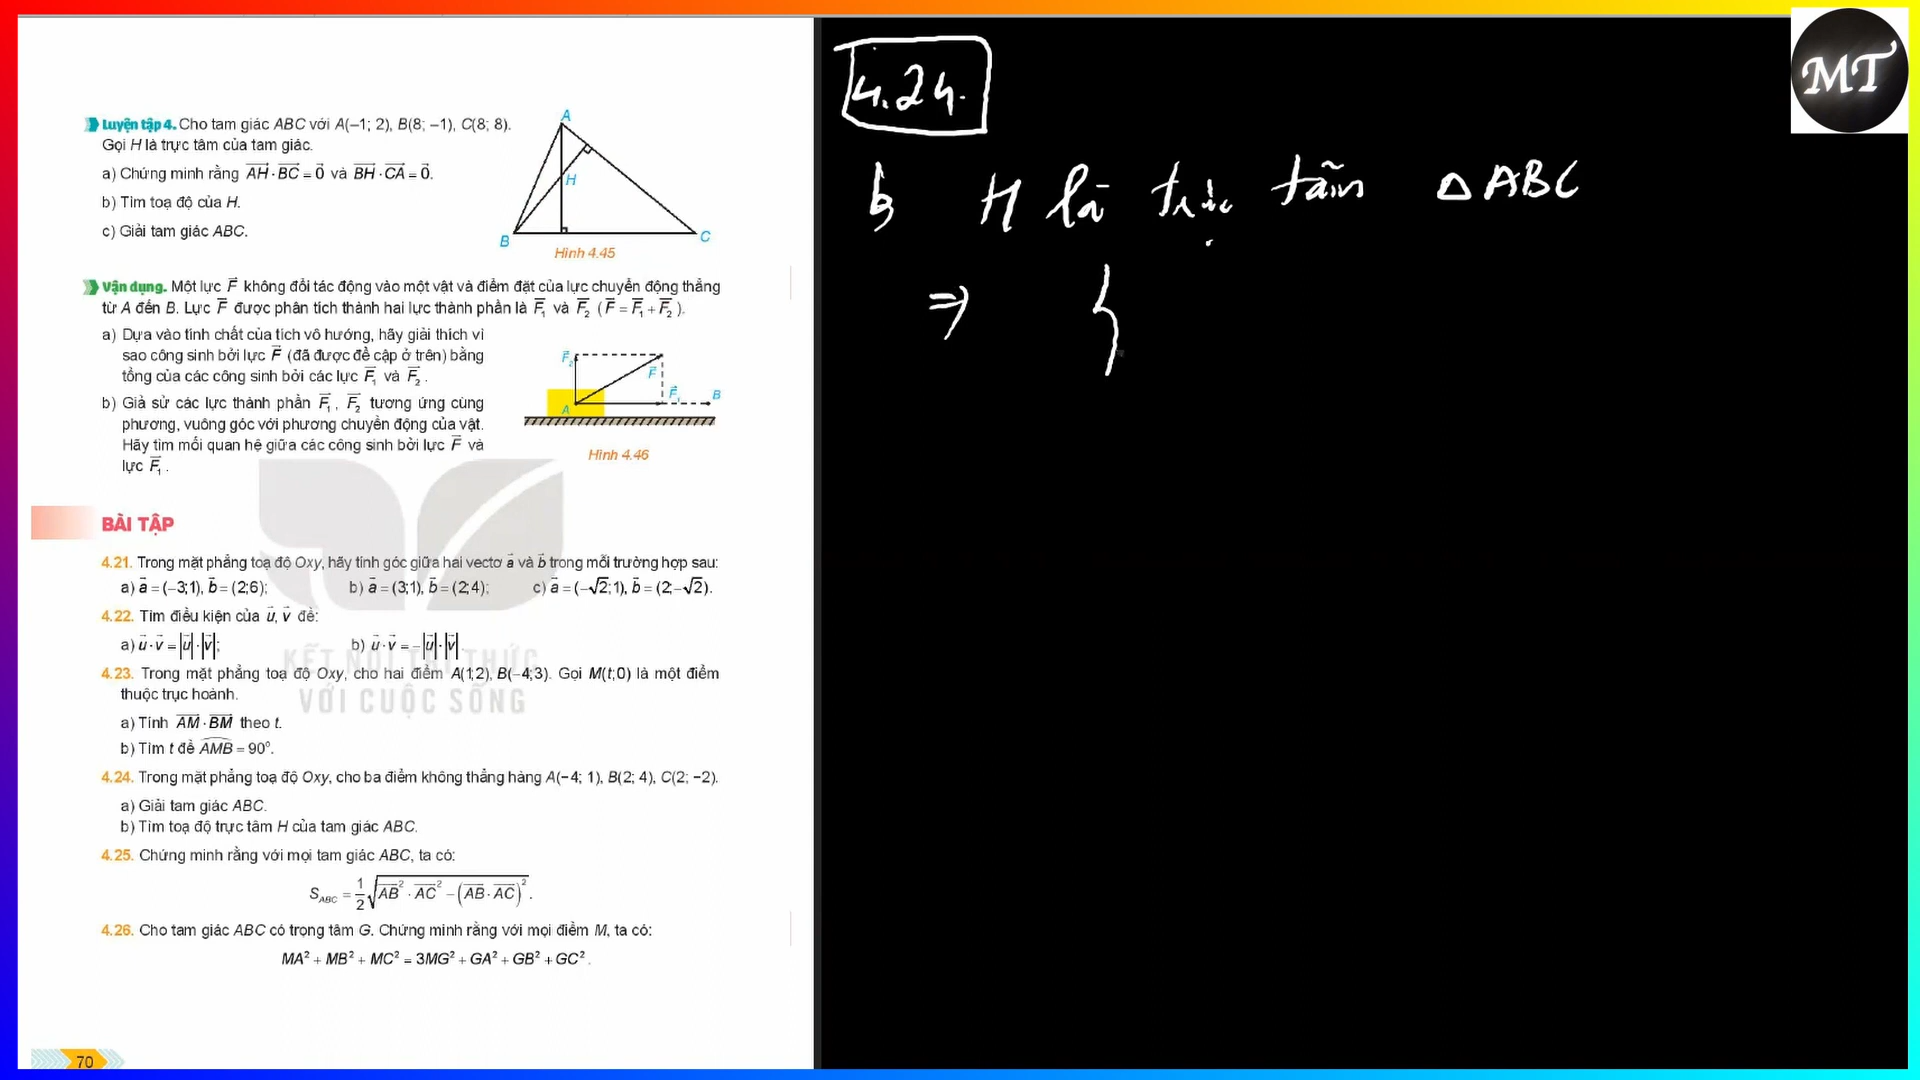 Luyện tập 4. Cho tam giác ABC với A(–1; 2), B(8; –1), C(8; 8).
Gọi H là trực tâm của tam giác.
a) Chứng minh rằng AH · BC = 0 và BH · CA = 0.
b) Tìm toạ độ của H.
c) Giải tam giác ABC.
A
H
B
C
Hình 4.45
Vận dụng. Một lực F không đổi tác động vào một vật và điểm đặt của lực chuyển động thẳng
từ A đến B. Lực F được phân tích thành hai lực thành phần là F₁ và F₂ (F = F₁ + F₂).
a) Dựa vào tính chất của tích vô hướng, hãy giải thích vì
sao công sinh bởi lực F (đã được đề cập ở trên) bằng
tổng của các công sinh bởi các lực F₁ và F₂.
b) Giả sử các lực thành phần F₁, F₂ tương ứng cùng
phương, vuông góc với phương chuyển động của vật.
Hãy tìm mối quan hệ giữa các công sinh bởi lực F và
lực F₁.
F₂
F
F₁
B
A
Hình 4.46
BÀI TẬP
4.21. Trong mặt phẳng toạ độ Oxy, hãy tính góc giữa hai vectơ a và b trong mỗi trường hợp sau:
a) a = (–3;1), b = (2;6);
b) a = (3;1), b = (2;4);
c) a = (–√2;1), b = (2;–√2).
4.22. Tìm điều kiện của u, v để:
a) u · v = |u| · |v|;
b) u · v = –|u| · |v|.
KẾT NỐI TRI THỨC
VỚI CUỘC SỐNG
4.23. Trong mặt phẳng toạ độ Oxy, cho hai điểm A(1;2), B(–4;3). Gọi M(t;0) là một điểm
thuộc trục hoành.
a) Tính AM · BM theo t.
b) Tìm t để AMB = 90°.
4.24. Trong mặt phẳng toạ độ Oxy, cho ba điểm không thẳng hàng A(–4; 1), B(2; 4), C(2; –2).
a) Giải tam giác ABC.
b) Tìm toạ độ trực tâm H của tam giác ABC.
4.25. Chứng minh rằng với mọi tam giác ABC, ta có:
S_ABC = 1/2 √(AB² · AC² – (AB · AC)²).
4.26. Cho tam giác ABC có trọng tâm G. Chứng minh rằng với mọi điểm M, ta có:
MA² + MB² + MC² = 3MG² + GA² + GB² + GC².
70
4.24.
b H là trực tâm Δ ABC
⇒ {
MT